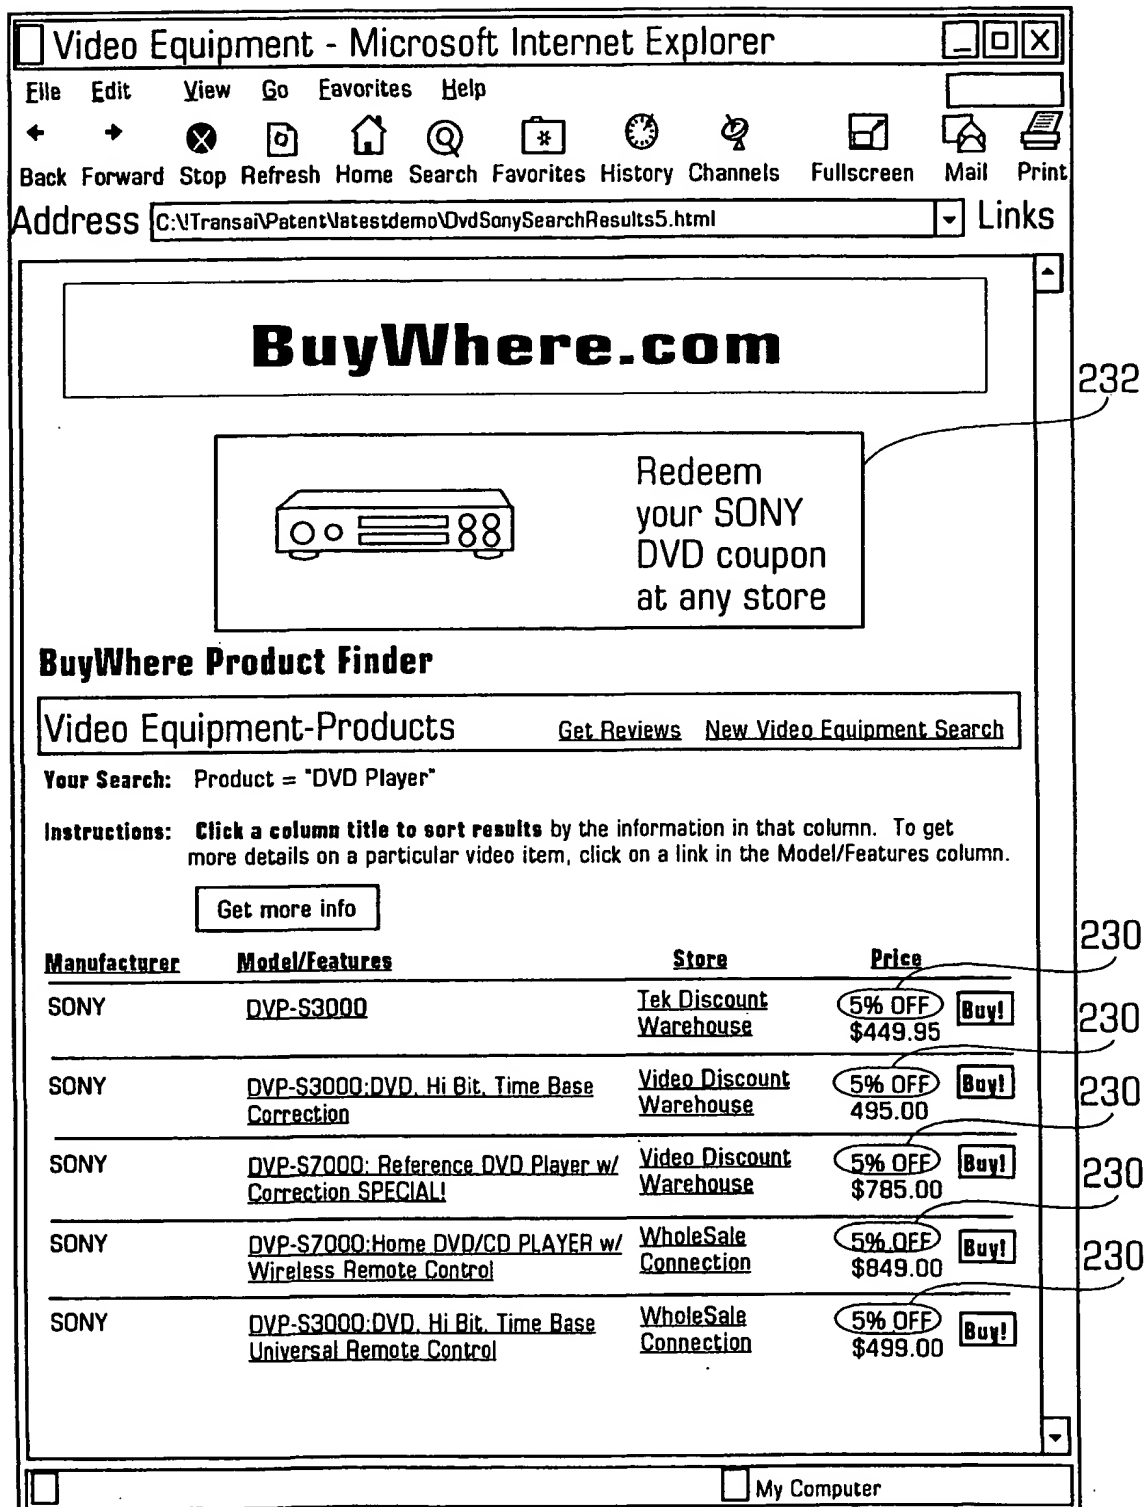 Video Equipment - Microsoft Internet Explorer
File Edit View Go Favorites Help
Back Forward Stop Refresh Home Search Favorites History Channels Fullscreen Mail Print
Address C:\!Transai\Patent\latestdemo\DvdSonySearchResults5.html Links
BuyWhere.com
232
Redeem
your SONY
DVD coupon
at any store
BuyWhere Product Finder
Video Equipment-Products Get Reviews New Video Equipment Search
Your Search: Product = "DVD Player"
Instructions: Click a column title to sort results by the information in that column. To get
more details on a particular video item, click on a link in the Model/Features column.
Get more info
230
Manufacturer Model/Features Store Price
SONY DVP-S3000 Tek Discount 5% OFF Buy! 230
Warehouse $449.95
SONY DVP-S3000:DVD, Hi Bit, Time Base Video Discount 5% OFF Buy! 230
Correction Warehouse 495.00
SONY DVP-S7000: Reference DVD Player w/ Video Discount 5% OFF Buy! 230
Correction SPECIAL! Warehouse $785.00
SONY DVP-S7000:Home DVD/CD PLAYER w/ WholeSale 5% OFF Buy! 230
Wireless Remote Control Connection $849.00
SONY DVP-S3000:DVD, Hi Bit, Time Base WholeSale 5% OFF Buy!
Universal Remote Control Connection $499.00
My Computer